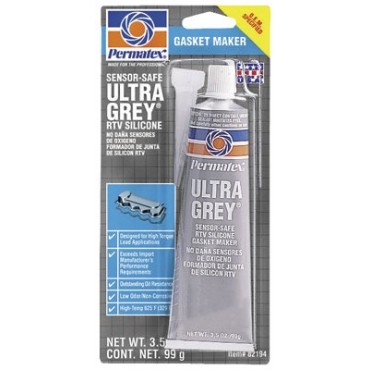 Permatex®
MADE FOR THE PROFESSIONAL
GASKET MAKER
O.E.M.
SPECIFIED
SENSOR-SAFE
ULTRA
GREY®
RTV SILICONE
NO DAÑA SENSORES
DE OXIGENO
FORMADOR DE JUNTA
DE SILICON RTV
Designed for High Torque
Load Applications
Exceeds Import
Manufacturer's
Performance
Requirements
Outstanding Oil Resistance
Low Odor/Non-Corrosive
High-Temp 625° F
NET WT. 3.5
CONT. NET. 99 g
Permatex®
ULTRA
GREY®
SENSOR-SAFE
RTV SILICONE
GASKET MAKER
NO DAÑA SENSORES
DE OXIGENO
FORMADOR DE JUNTA
DE SILICON RTV
NET WT. 3.5 OZ/99g
Item# 82194